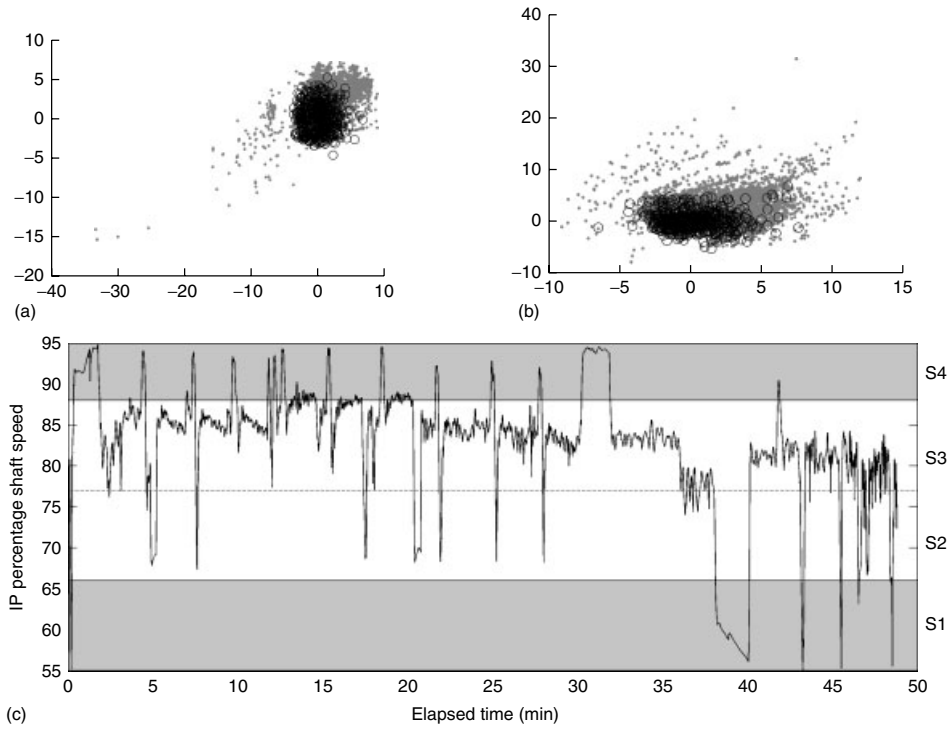 10
5
0
−5
−10
−15
−20
−40 −30 −20 −10 0 10
(a)
40
30
20
10
0
−10
−10 −5 0 5 10 15
(b)
95
90
85
80
75
70
65
60
55
IP percentage shaft speed
S4
S3
S2
S1
0 5 10 15 20 25 30 35 40 45 50
Elapsed time (min)
(c)